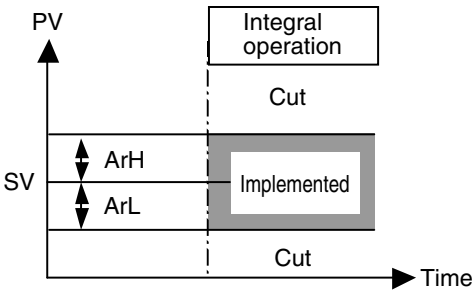 PV
Integral
operation
Cut
ArH
SV
Implemented
ArL
Cut
Time